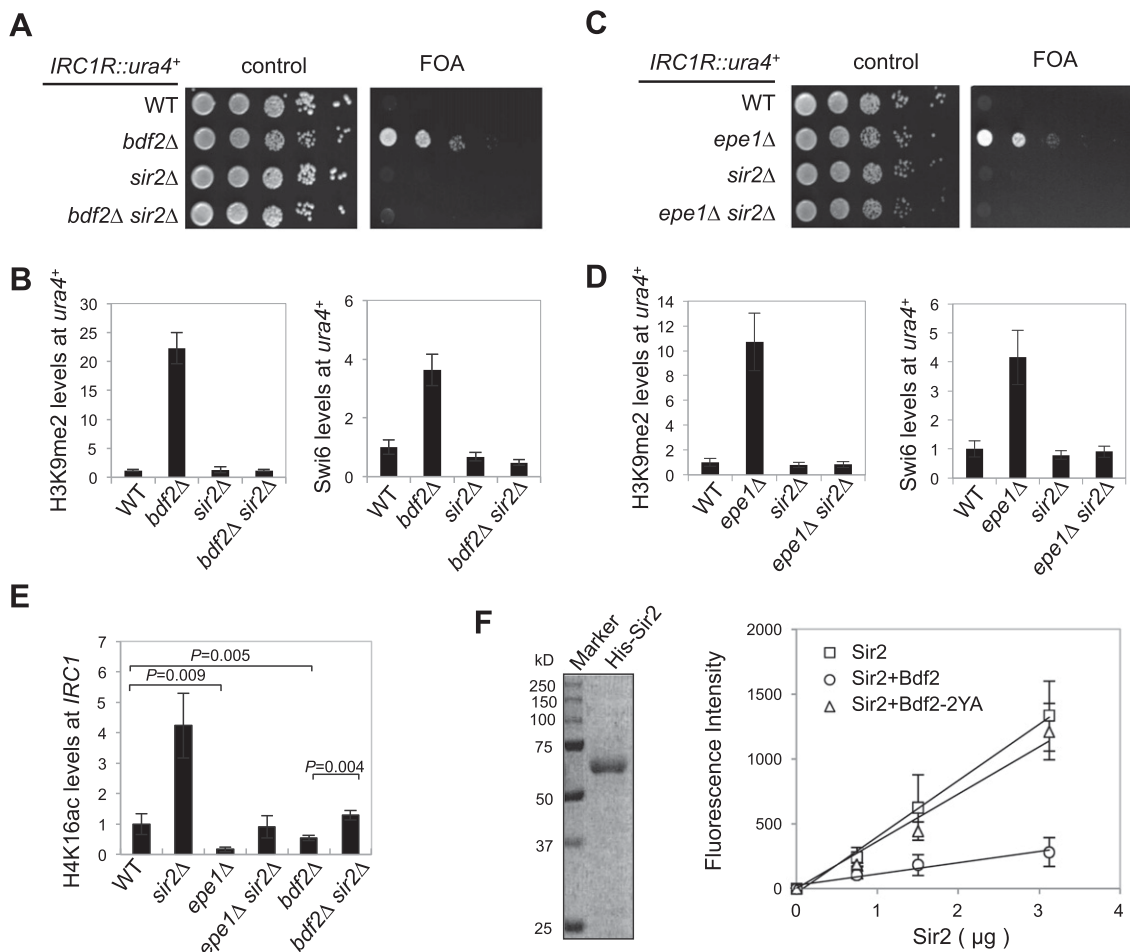 A
IRC1R::ura4+
control
FOA
WT
bdf2Δ
sir2Δ
bdf2Δ sir2Δ
C
IRC1R::ura4+
control
FOA
WT
epe1Δ
sir2Δ
epe1Δ sir2Δ
B
H3K9me2 levels at ura4+
30
25
20
15
10
5
0
WT
bdf2Δ
sir2Δ
bdf2Δ sir2Δ
Swi6 levels at ura4+
6
4
2
0
WT
bdf2Δ
sir2Δ
bdf2Δ sir2Δ
D
H3K9me2 levels at ura4+
14
12
10
8
6
4
2
0
WT
epe1Δ
sir2Δ
epe1Δ sir2Δ
Swi6 levels at ura4+
6
5
4
3
2
1
0
WT
epe1Δ
sir2Δ
epe1Δ sir2Δ
E
H4K16ac levels at IRC1
7
6
5
4
3
2
1
0
P=0.005
P=0.009
P=0.004
WT
sir2Δ
epe1Δ
epe1Δ sir2Δ
bdf2Δ
bdf2Δ sir2Δ
F
kD
Marker
His-Sir2
250
150
100
75
50
37
25
Fluorescence Intensity
2000
1500
1000
500
0
Sir2
Sir2+Bdf2
Sir2+Bdf2-2YA
0
1
2
3
4
Sir2 ( µg )